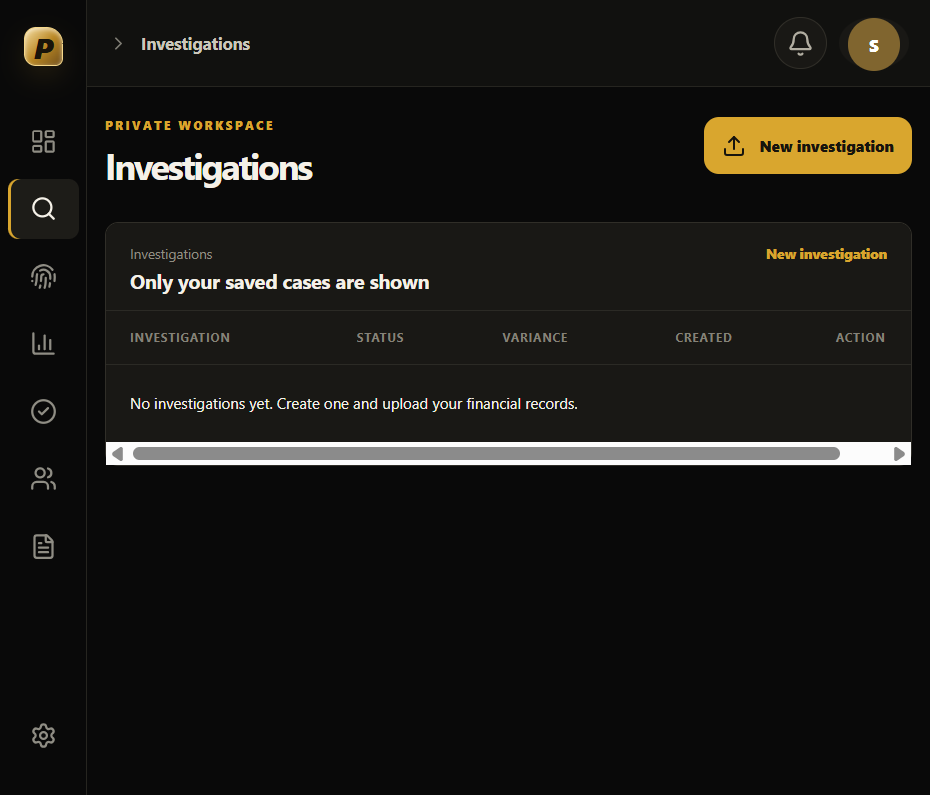 P
Investigations
S
PRIVATE WORKSPACE
Investigations
New investigation
Investigations
Only your saved cases are shown
New investigation
INVESTIGATION STATUS VARIANCE CREATED ACTION
No investigations yet. Create one and upload your financial records.